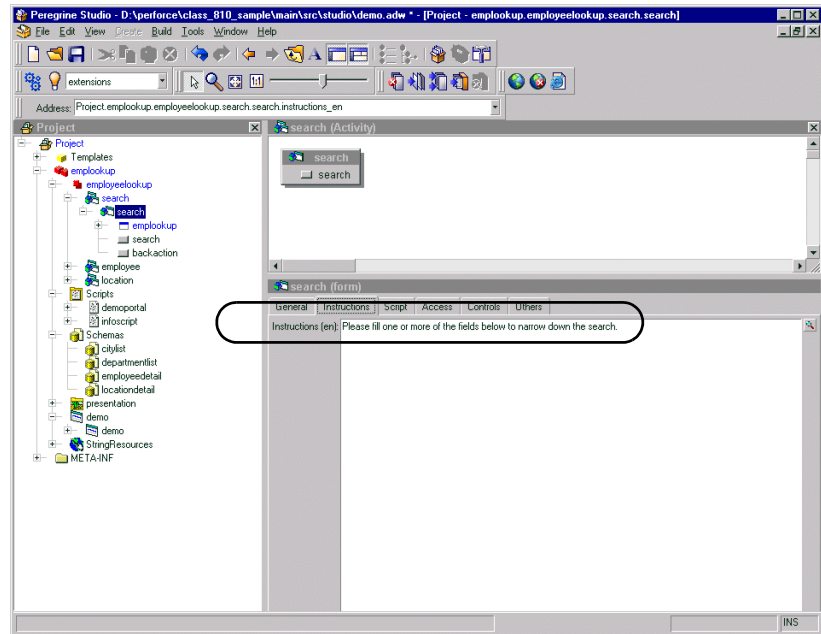 Peregrine Studio - D:\perforce\class_810_sample\main\src\studio\demo.adw * - [Project - emplookup.employeelookup.search.search]
File Edit View Create Build Tools Window Help
extensions
Address: Project.emplookup.employeelookup.search.search.instructions_en
Project
search (Activity)
Project
Templates
emplookup
employeelookup
search
search
emplookup
search
backaction
employee
location
Scripts
demoportal
infoscript
Schemas
citylist
departmentlist
employeedetail
locationdetail
presentation
demo
demo
StringResources
META-INF
search
search
search (form)
General Instructions Script Access Controls Others
Instructions (en): Please fill one or more of the fields below to narrow down the search.
INS